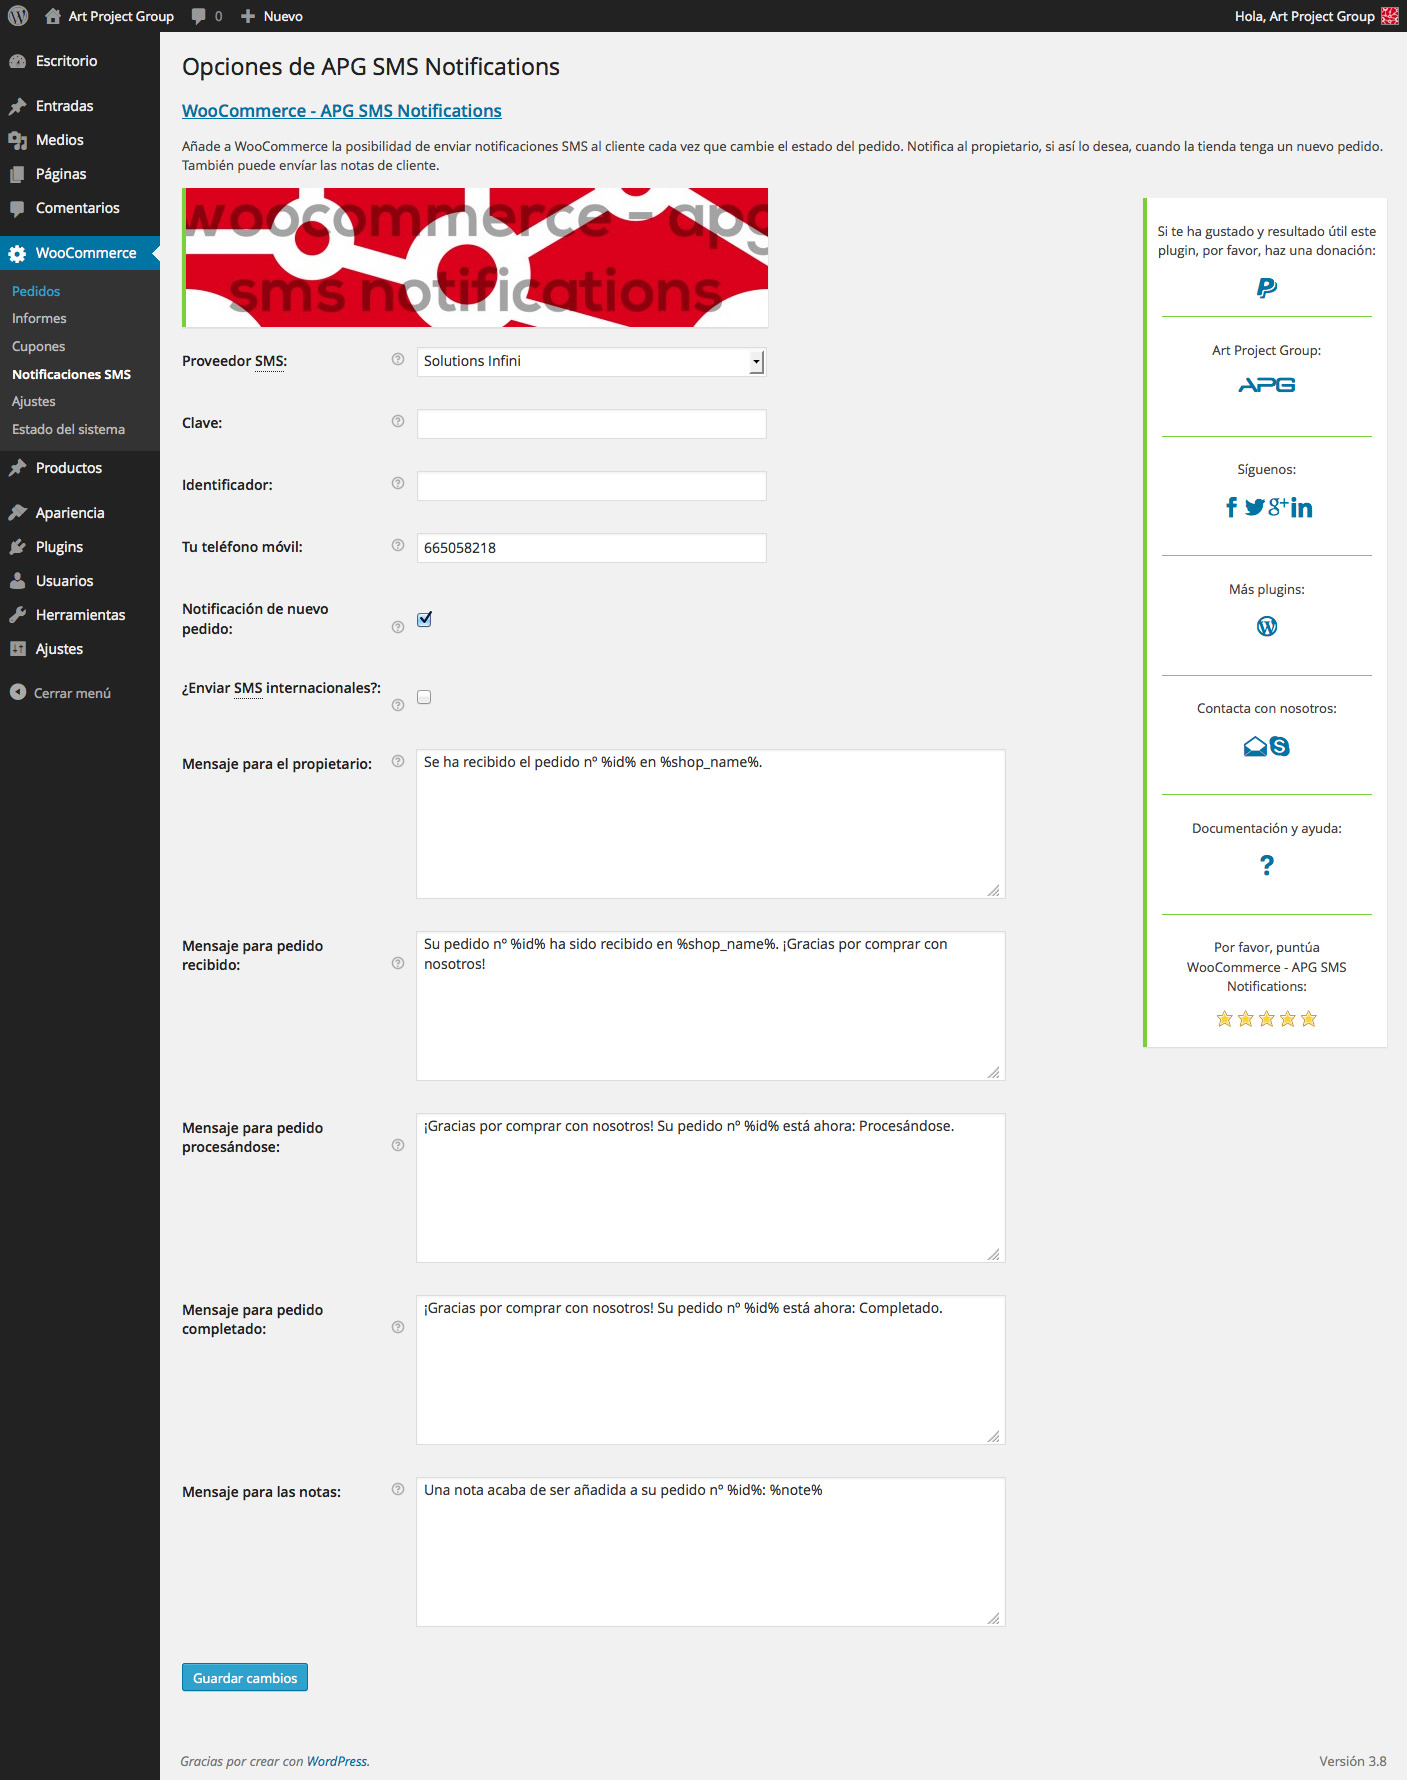 Art Project Group
0
Nuevo
Hola, Art Project Group
Escritorio
Entradas
Medios
Páginas
Comentarios
WooCommerce
Pedidos
Informes
Cupones
Notificaciones SMS
Ajustes
Estado del sistema
Productos
Apariencia
Plugins
Usuarios
Herramientas
Ajustes
Cerrar menú
Opciones de APG SMS Notifications
WooCommerce - APG SMS Notifications
Añade a WooCommerce la posibilidad de enviar notificaciones SMS al cliente cada vez que cambie el estado del pedido. Notifica al propietario, si así lo desea, cuando la tienda tenga un nuevo pedido.
También puede envíar las notas de cliente.
woocommerce - apg
sms notifications
Proveedor SMS:
Solutions Infini
Clave:
Identificador:
Tu teléfono móvil:
665058218
Notificación de nuevo
pedido:
¿Enviar SMS internacionales?:
Mensaje para el propietario:
Se ha recibido el pedido nº %id% en %shop_name%.
Mensaje para pedido
recibido:
Su pedido nº %id% ha sido recibido en %shop_name%. ¡Gracias por comprar con
nosotros!
Mensaje para pedido
procesándose:
¡Gracias por comprar con nosotros! Su pedido nº %id% está ahora: Procesándose.
Mensaje para pedido
completado:
¡Gracias por comprar con nosotros! Su pedido nº %id% está ahora: Completado.
Mensaje para las notas:
Una nota acaba de ser añadida a su pedido nº %id%: %note%
Guardar cambios
Si te ha gustado y resultado útil este
plugin, por favor, haz una donación:
Art Project Group:
APG
Síguenos:
Más plugins:
Contacta con nosotros:
Documentación y ayuda:
?
Por favor, puntúa
WooCommerce - APG SMS
Notifications:
Gracias por crear con WordPress.
Versión 3.8